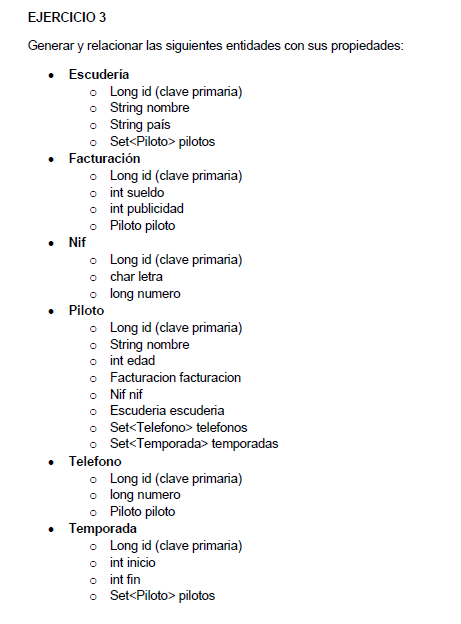 EJERCICIO 3
Generar y relacionar las siguientes entidades con sus propiedades:
• Escudería
o Long id (clave primaria)
o String nombre
o String país
o Set<Piloto> pilotos
• Facturación
o Long id (clave primaria)
o int sueldo
o int publicidad
o Piloto piloto
• Nif
o Long id (clave primaria)
o char letra
o long numero
• Piloto
o Long id (clave primaria)
o String nombre
o int edad
o Facturacion facturacion
o Nif nif
o Escuderia escuderia
o Set<Telefono> telefonos
o Set<Temporada> temporadas
• Telefono
o Long id (clave primaria)
o long numero
o Piloto piloto
• Temporada
o Long id (clave primaria)
o int inicio
o int fin
o Set<Piloto> pilotos